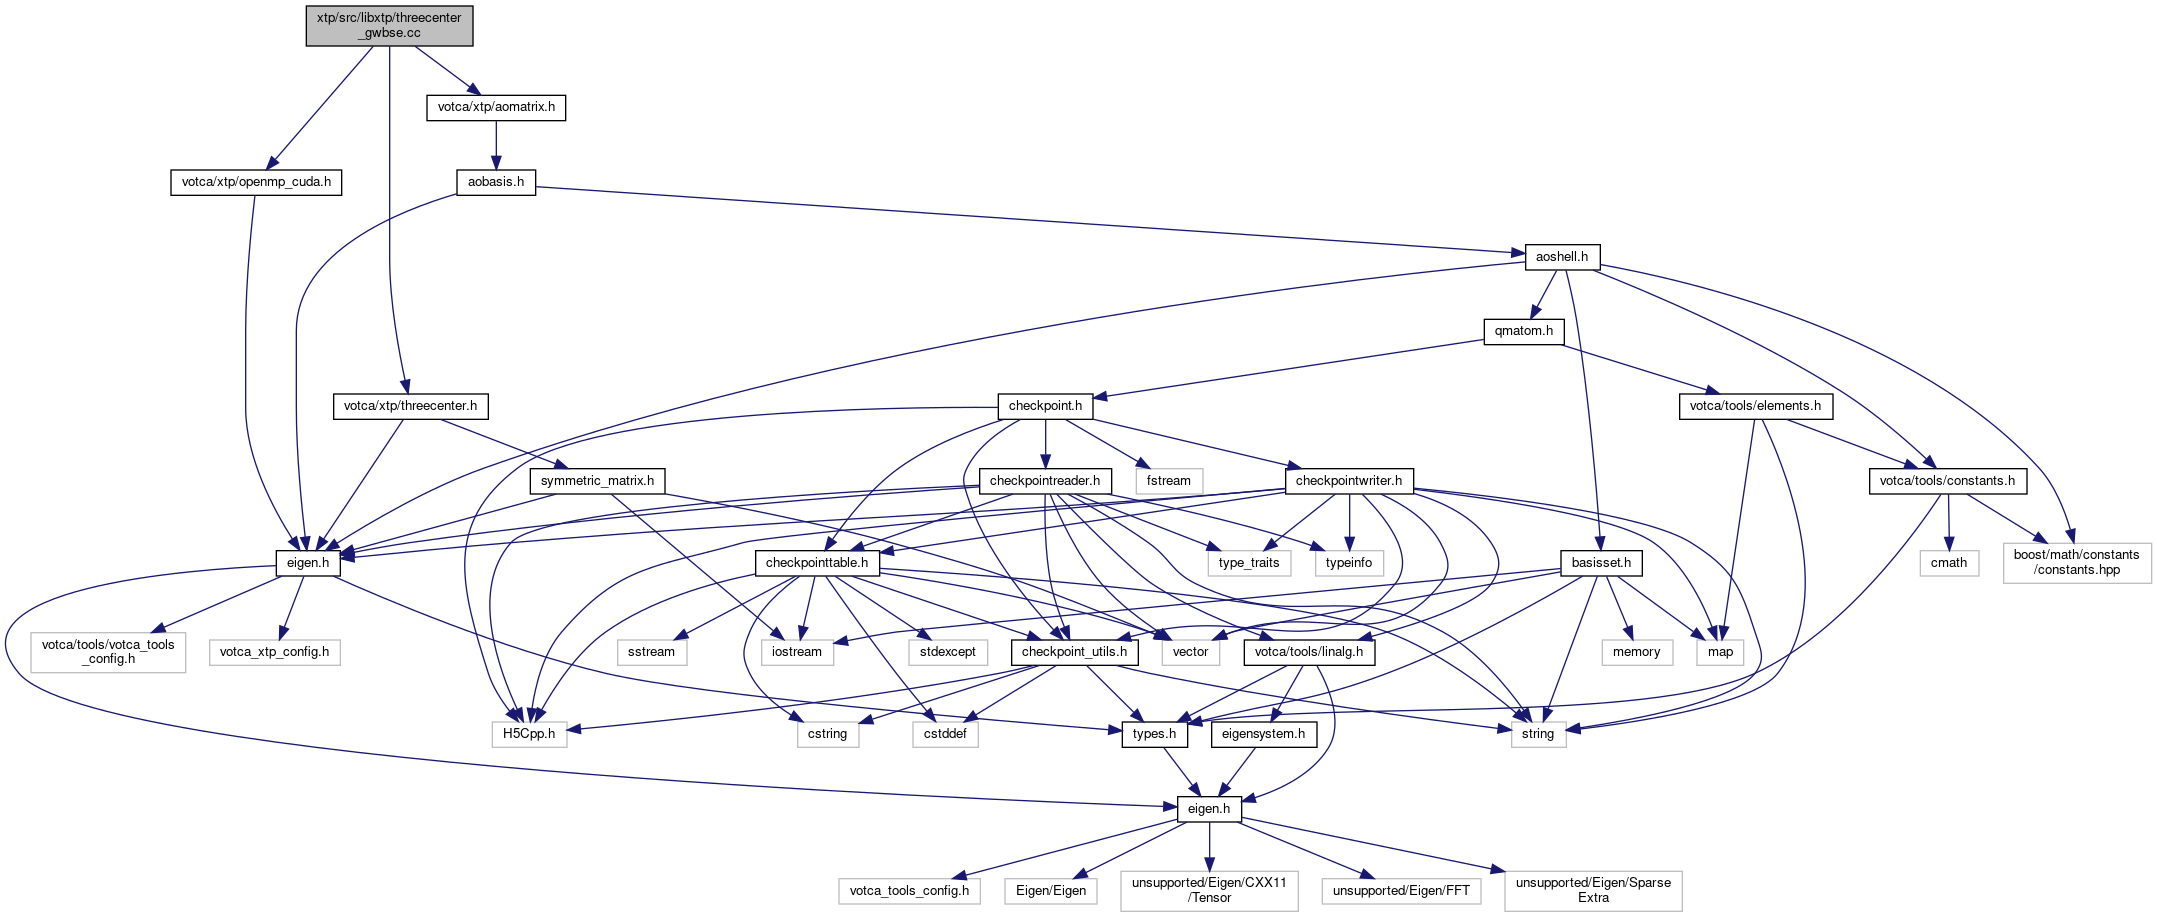 xtp/src/libxtp/threecenter
_gwbse.cc
votca/xtp/aomatrix.h
votca/xtp/openmp_cuda.h
aobasis.h
aoshell.h
qmatom.h
votca/xtp/threecenter.h
checkpoint.h
votca/tools/elements.h
symmetric_matrix.h
checkpointreader.h
fstream
checkpointwriter.h
votca/tools/constants.h
eigen.h
checkpointtable.h
type_traits
typeinfo
basisset.h
cmath
boost/math/constants
/constants.hpp
votca/tools/votca_tools
_config.h
votca_xtp_config.h
sstream
iostream
stdexcept
checkpoint_utils.h
vector
votca/tools/linalg.h
memory
map
H5Cpp.h
cstring
cstddef
types.h
eigensystem.h
string
eigen.h
votca_tools_config.h
Eigen/Eigen
unsupported/Eigen/CXX11
/Tensor
unsupported/Eigen/FFT
unsupported/Eigen/Sparse
Extra